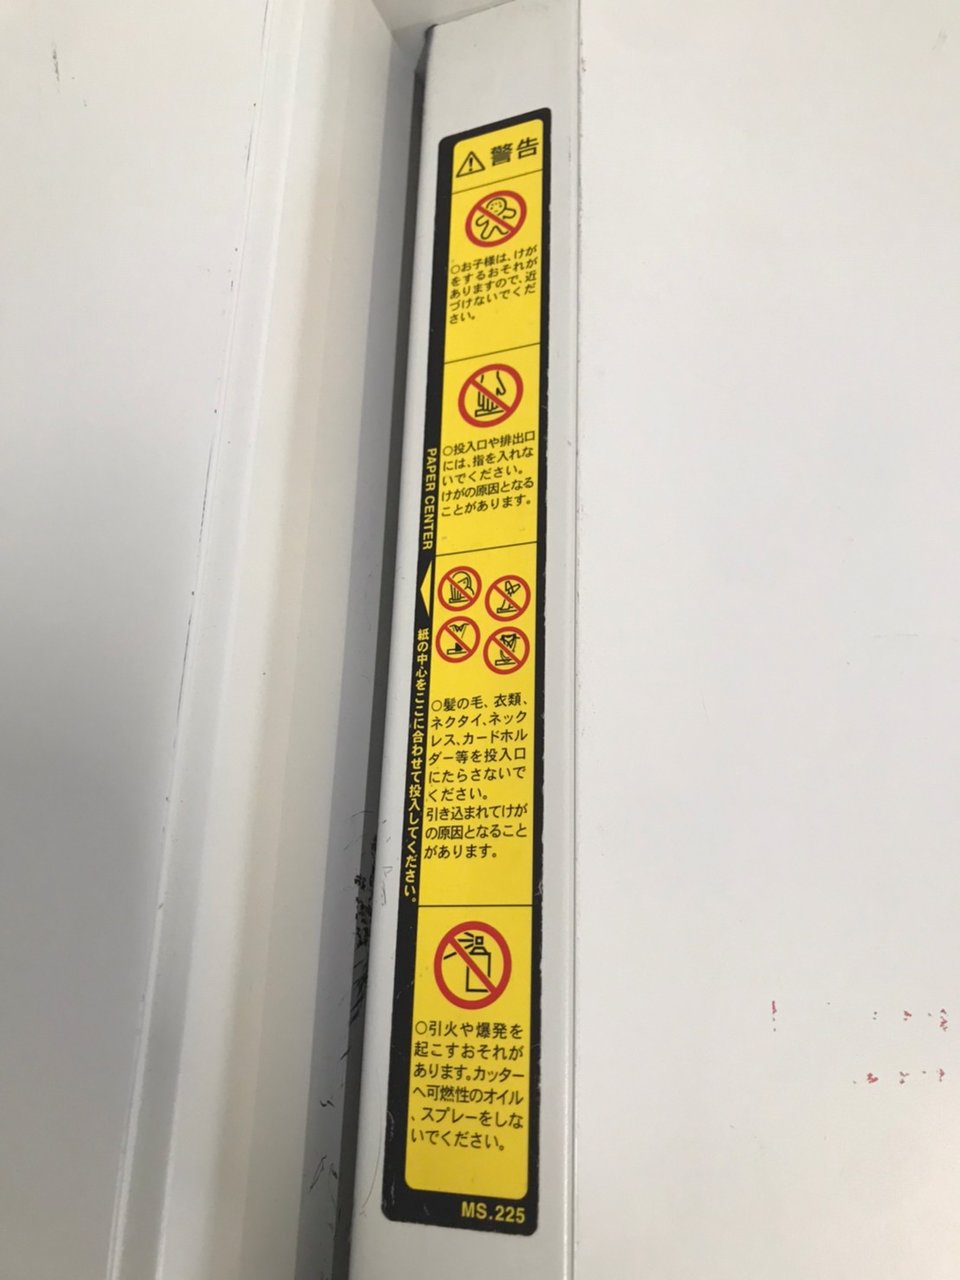 警告
○お子様は、けが
をするおそれが
ありますので、近
づけないでくだ
さい。
○投入口や排出口
には、指を入れな
いでください。
けがの原因となる
ことがあります。
○髪の毛、衣類、
ネクタイ、ネック
レス、カードホル
ダー等を投入口
にたらさないで
ください。
引き込まれてけが
の原因となること
があります。
○引火や爆発を
起こすおそれが
あります。カッター
へ可燃性のオイル
、スプレーをしな
いでください。
PAPER CENTER
紙の中心をここに合わせて投入してください。
MS.225